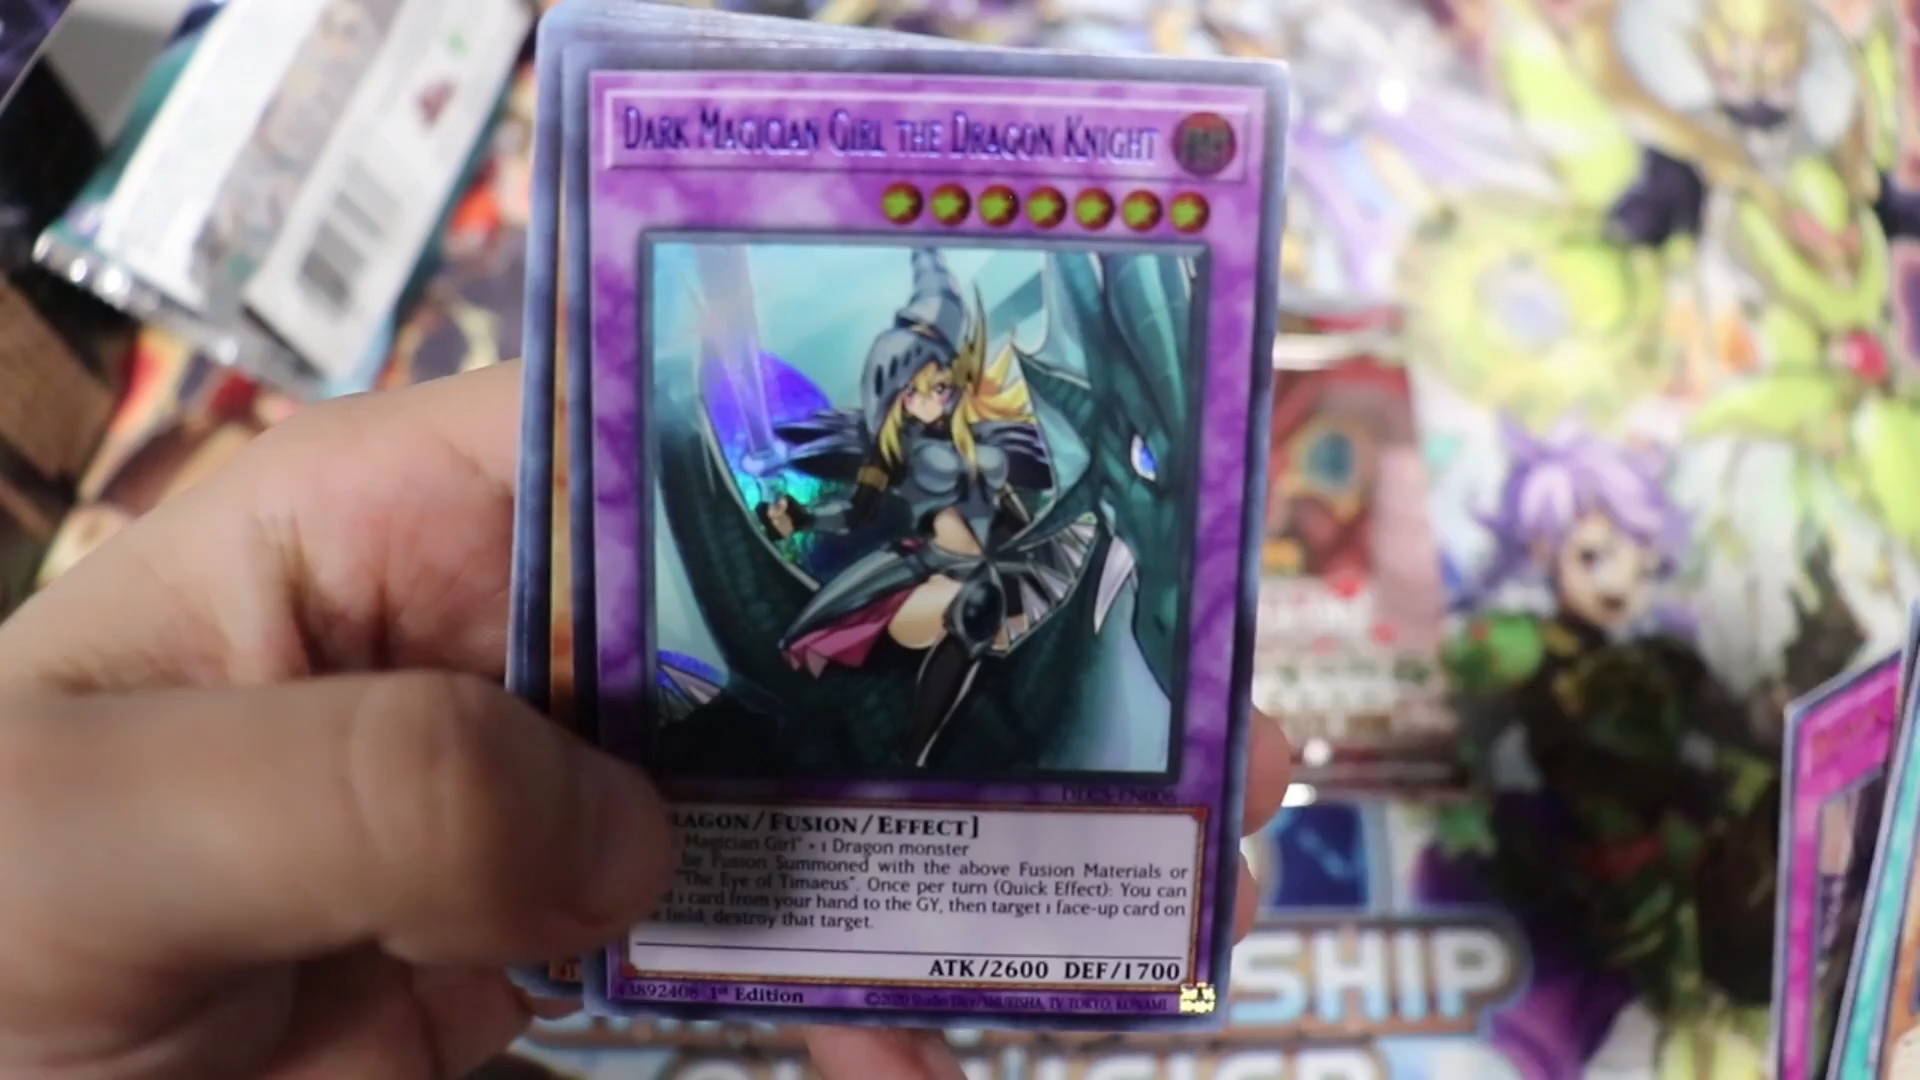 Dark Magician Girl the Dragon Knight
DLCS-EN006
RAGON/Fusion/Effect]
Magician Girl" + 1 Dragon monster
be Fusion Summoned with the above Fusion Materials or
"The Eye of Timaeus". Once per turn (Quick Effect): You can
1 card from your hand to the GY, then target 1 face-up card on
field; destroy that target.
ATK/2600 DEF/1700
43892408 1st Edition
©2020 Studio Dice/SHUEISHA, TV TOKYO, KONAMI
SHIP